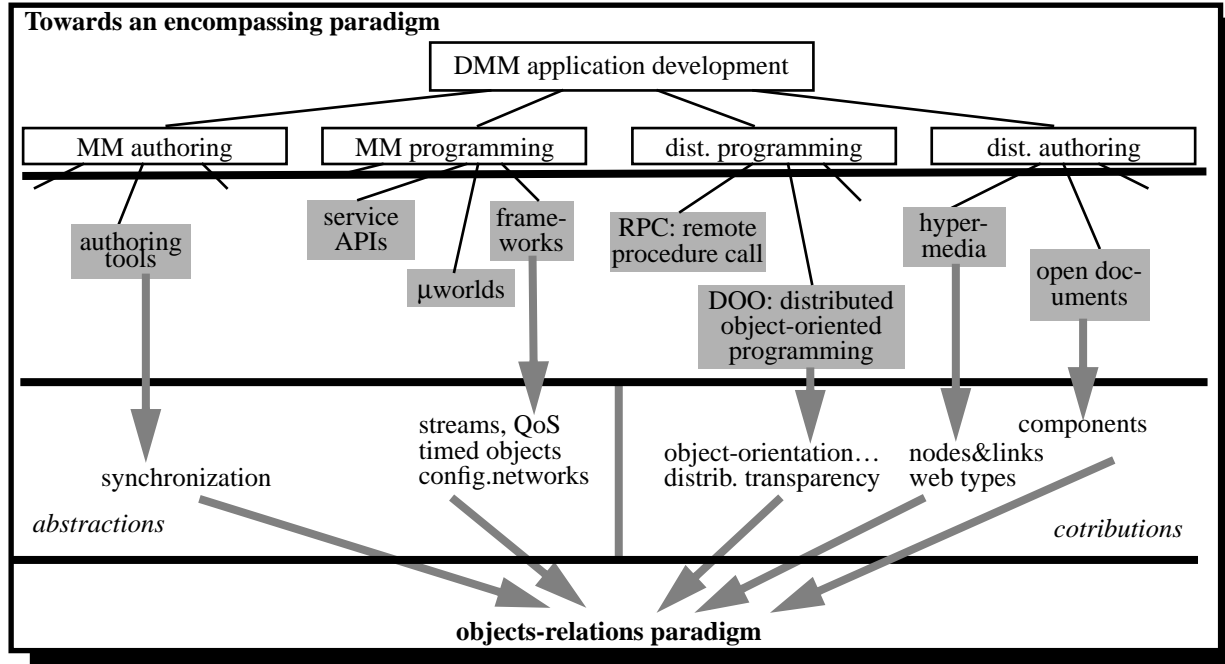 Towards an encompassing paradigm
DMM application development
MM authoring
MM programming
dist. programming
dist. authoring
authoring
tools
service
APIs
µworlds
frame-
works
RPC: remote
procedure call
DOO: distributed
object-oriented
programming
hyper-
media
open doc-
uments
synchronization
streams, QoS
timed objects
config.networks
object-orientation…
distrib. transparency
nodes&links
web types
components
abstractions
cotributions
objects-relations paradigm